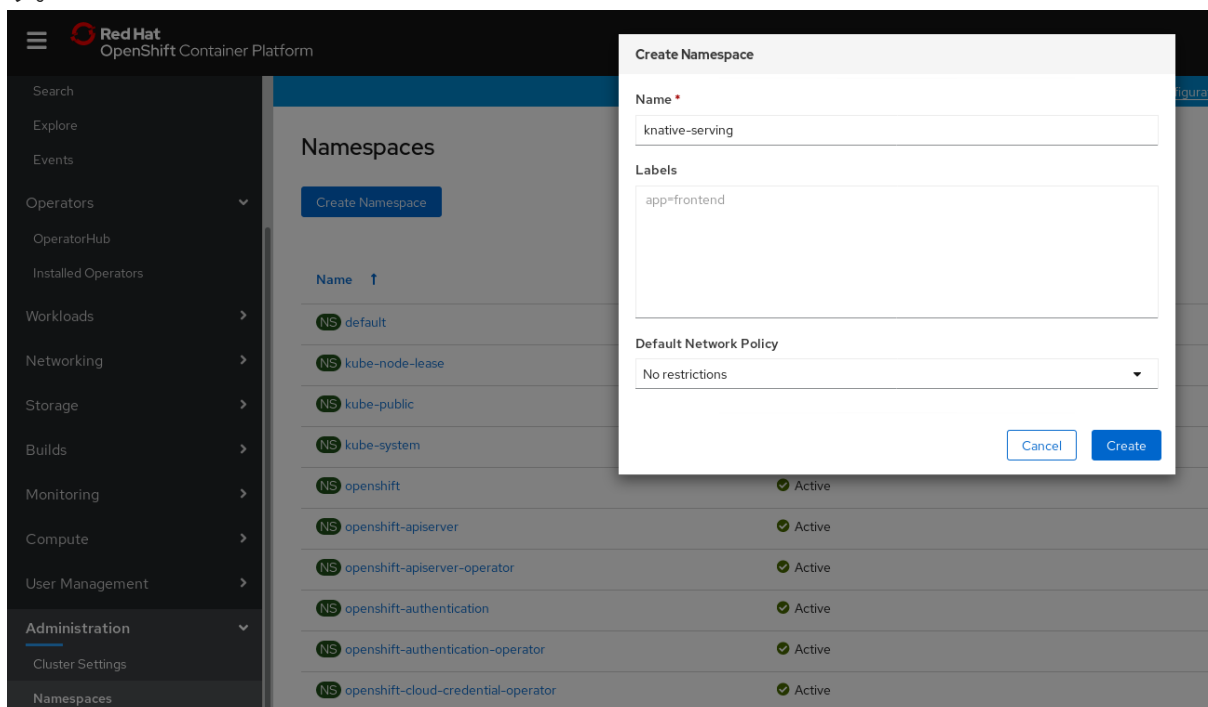 Red Hat
OpenShift Container Platform
Search
Explore
Events
Operators
OperatorHub
Installed Operators
Workloads
Networking
Storage
Builds
Monitoring
Compute
User Management
Administration
Cluster Settings
Namespaces
Namespaces
Create Namespace
Name
NS default
NS kube-node-lease
NS kube-public
NS kube-system
NS openshift
Active
NS openshift-apiserver
Active
NS openshift-apiserver-operator
Active
NS openshift-authentication
Active
NS openshift-authentication-operator
Active
NS openshift-cloud-credential-operator
Active
Create Namespace
Name *
knative-serving
Labels
app=frontend
Default Network Policy
No restrictions
Cancel
Create